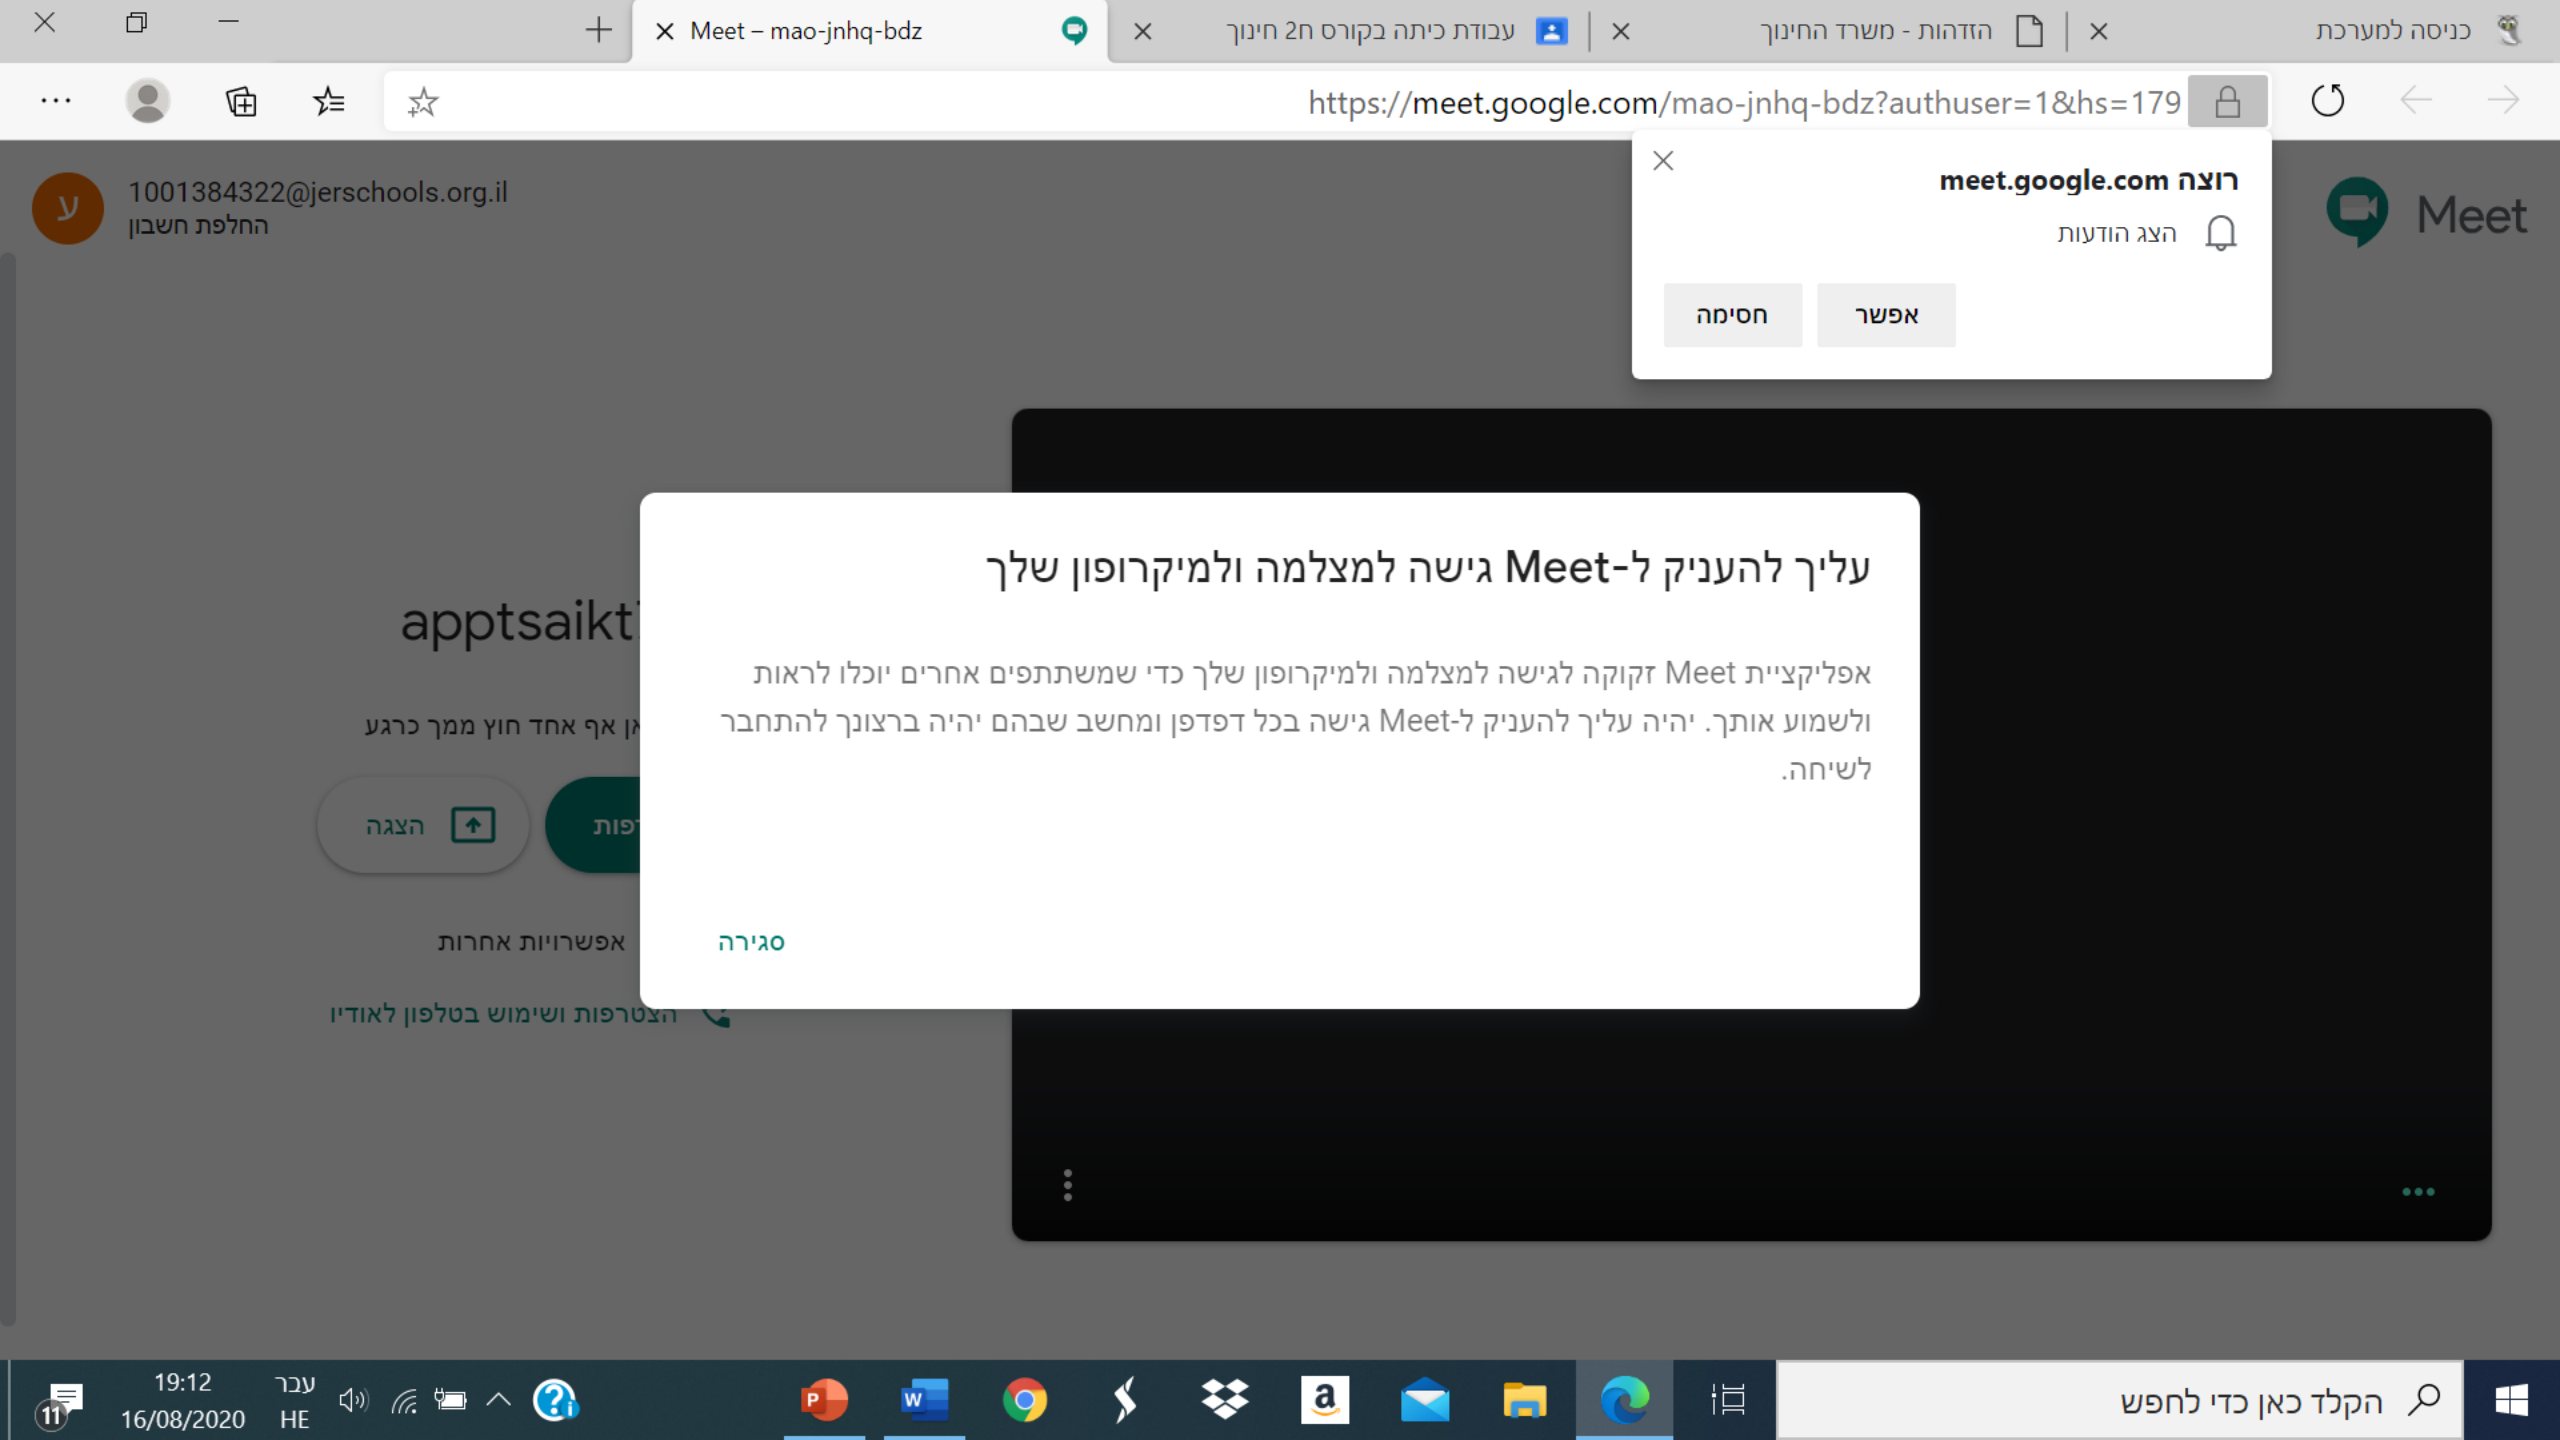 כניסה למערכת
הזדהות - משרד החינוך
עבודת כיתה בקורס ח2 חינוך
Meet – mao-jnhq-bdz
https://meet.google.com/mao-jnhq-bdz?authuser=1&hs=179
רוצה meet.google.com
הצג הודעות
אפשר
חסימה
Meet
1001384322@jerschools.org.il
החלפת חשבון
ע
עליך להעניק ל-Meet גישה למצלמה ולמיקרופון שלך
אפליקציית Meet זקוקה לגישה למצלמה ולמיקרופון שלך כדי שמשתתפים אחרים יוכלו לראות
ולשמוע אותך. יהיה עליך להעניק ל-Meet גישה בכל דפדפן ומחשב שבהם יהיה ברצונך להתחבר
לשיחה.
סגירה
apptsaikt
אף אחד חוץ ממך כרגע
הצגה
אפשרויות אחרות
הצטרפות ושימוש בטלפון לאודיו
הקלד כאן כדי לחפש
עבר
HE
19:12
16/08/2020
11